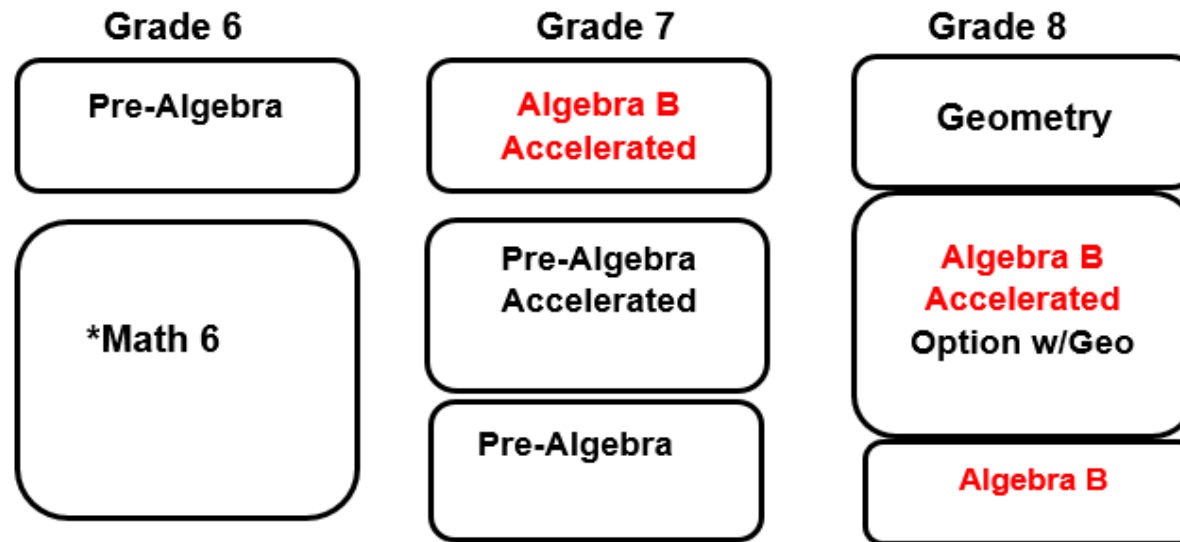 Grade 6
Grade 7
Grade 8
Pre-Algebra
Algebra B
Accelerated
Geometry
*Math 6
Pre-Algebra
Accelerated
Pre-Algebra
Algebra B
Accelerated
Option w/Geo
Algebra B